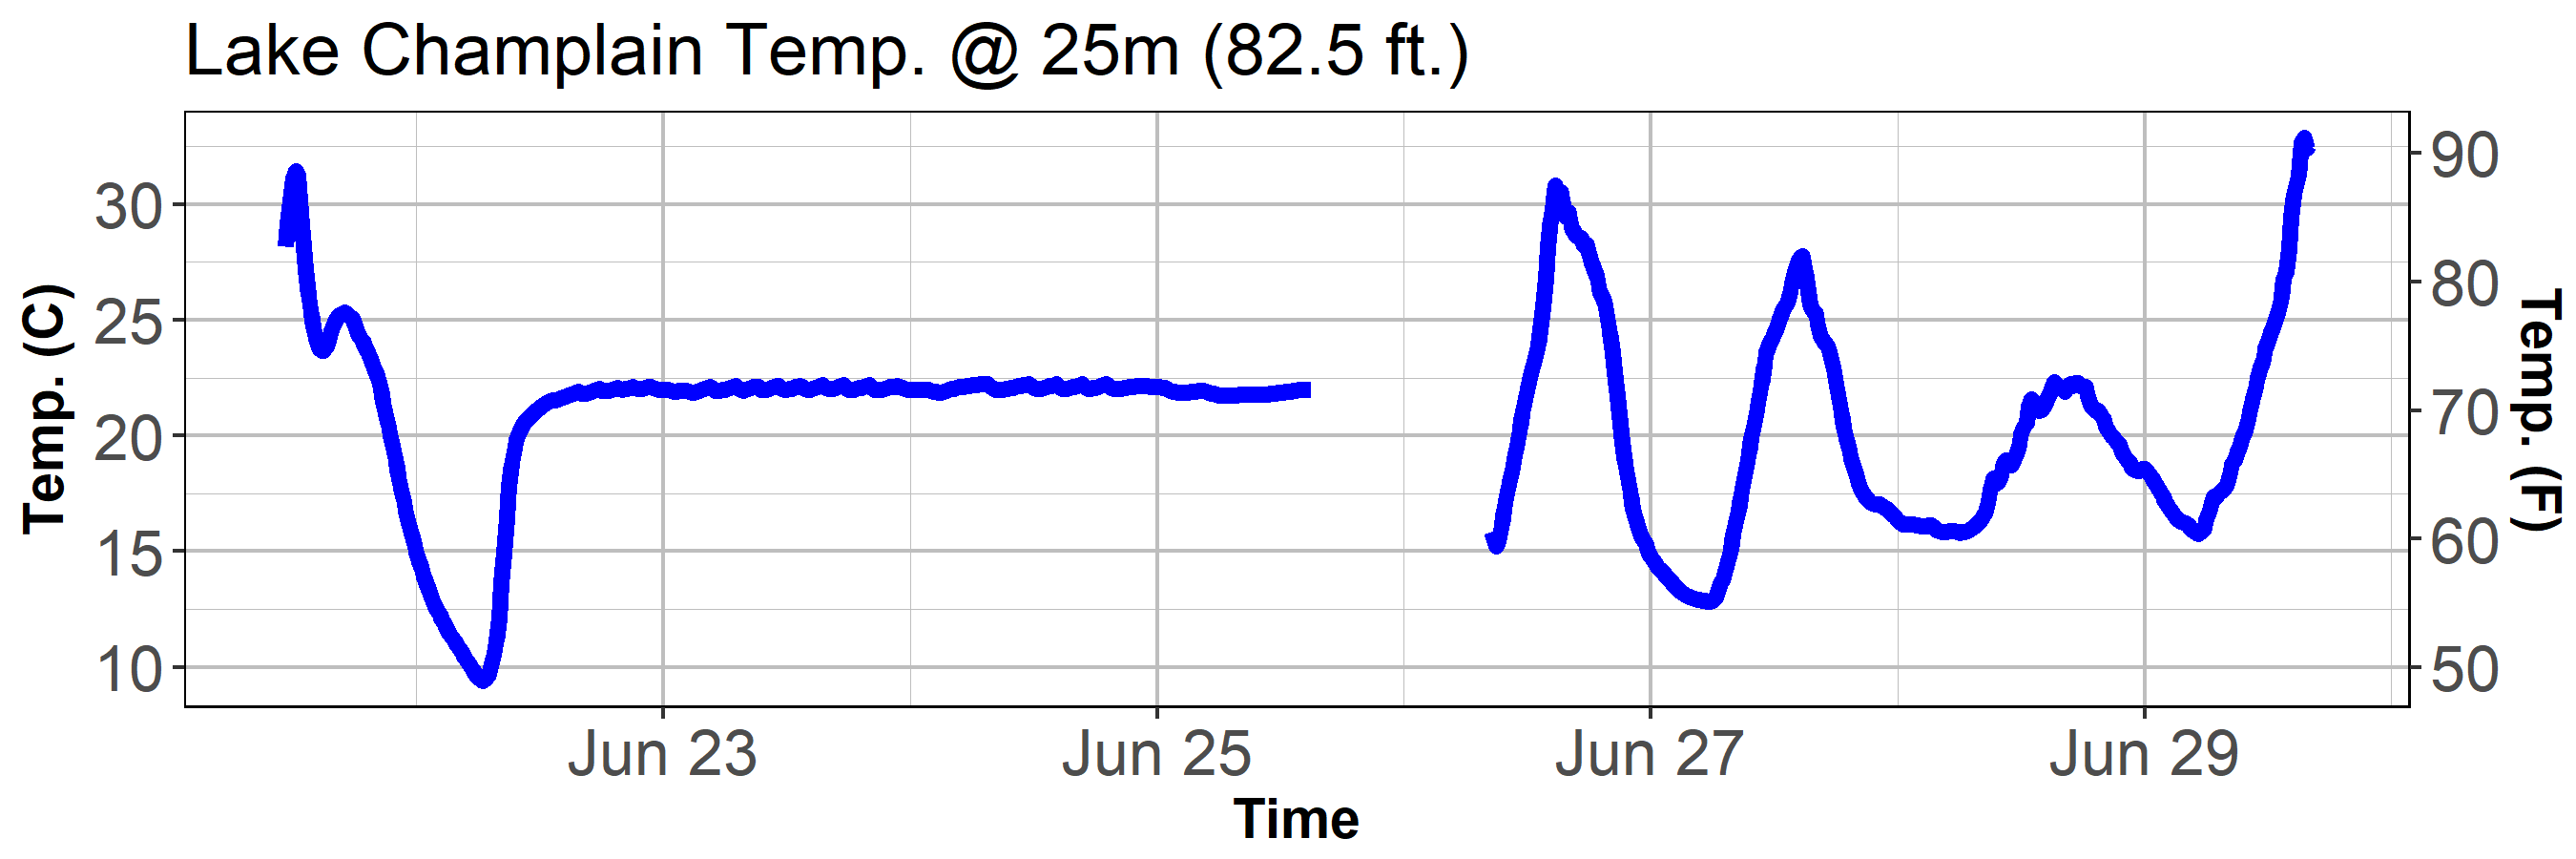 Lake Champlain Temp. @ 25m (82.5 ft.)
Temp. (C)
30
25
20
15
10
90
80
70
60
50
Temp. (F)
Jun 23 Jun 25 Jun 27 Jun 29
Time